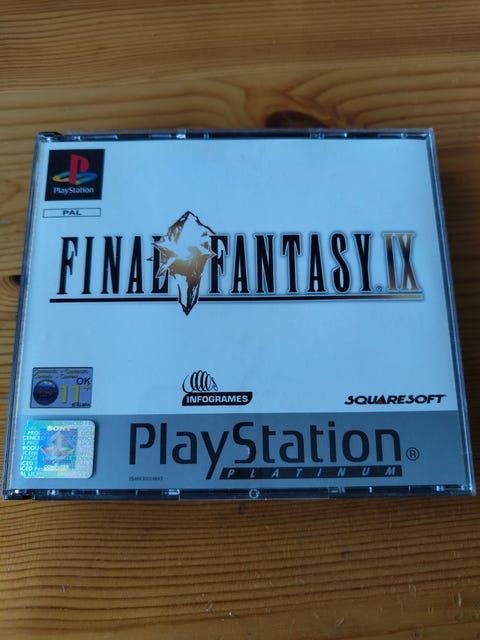 PlayStation
PAL
FINAL FANTASY® IX
OK
11+
INFOGRAMES
SQUARESOFT
SONY
PlayStation®
PLATINUM